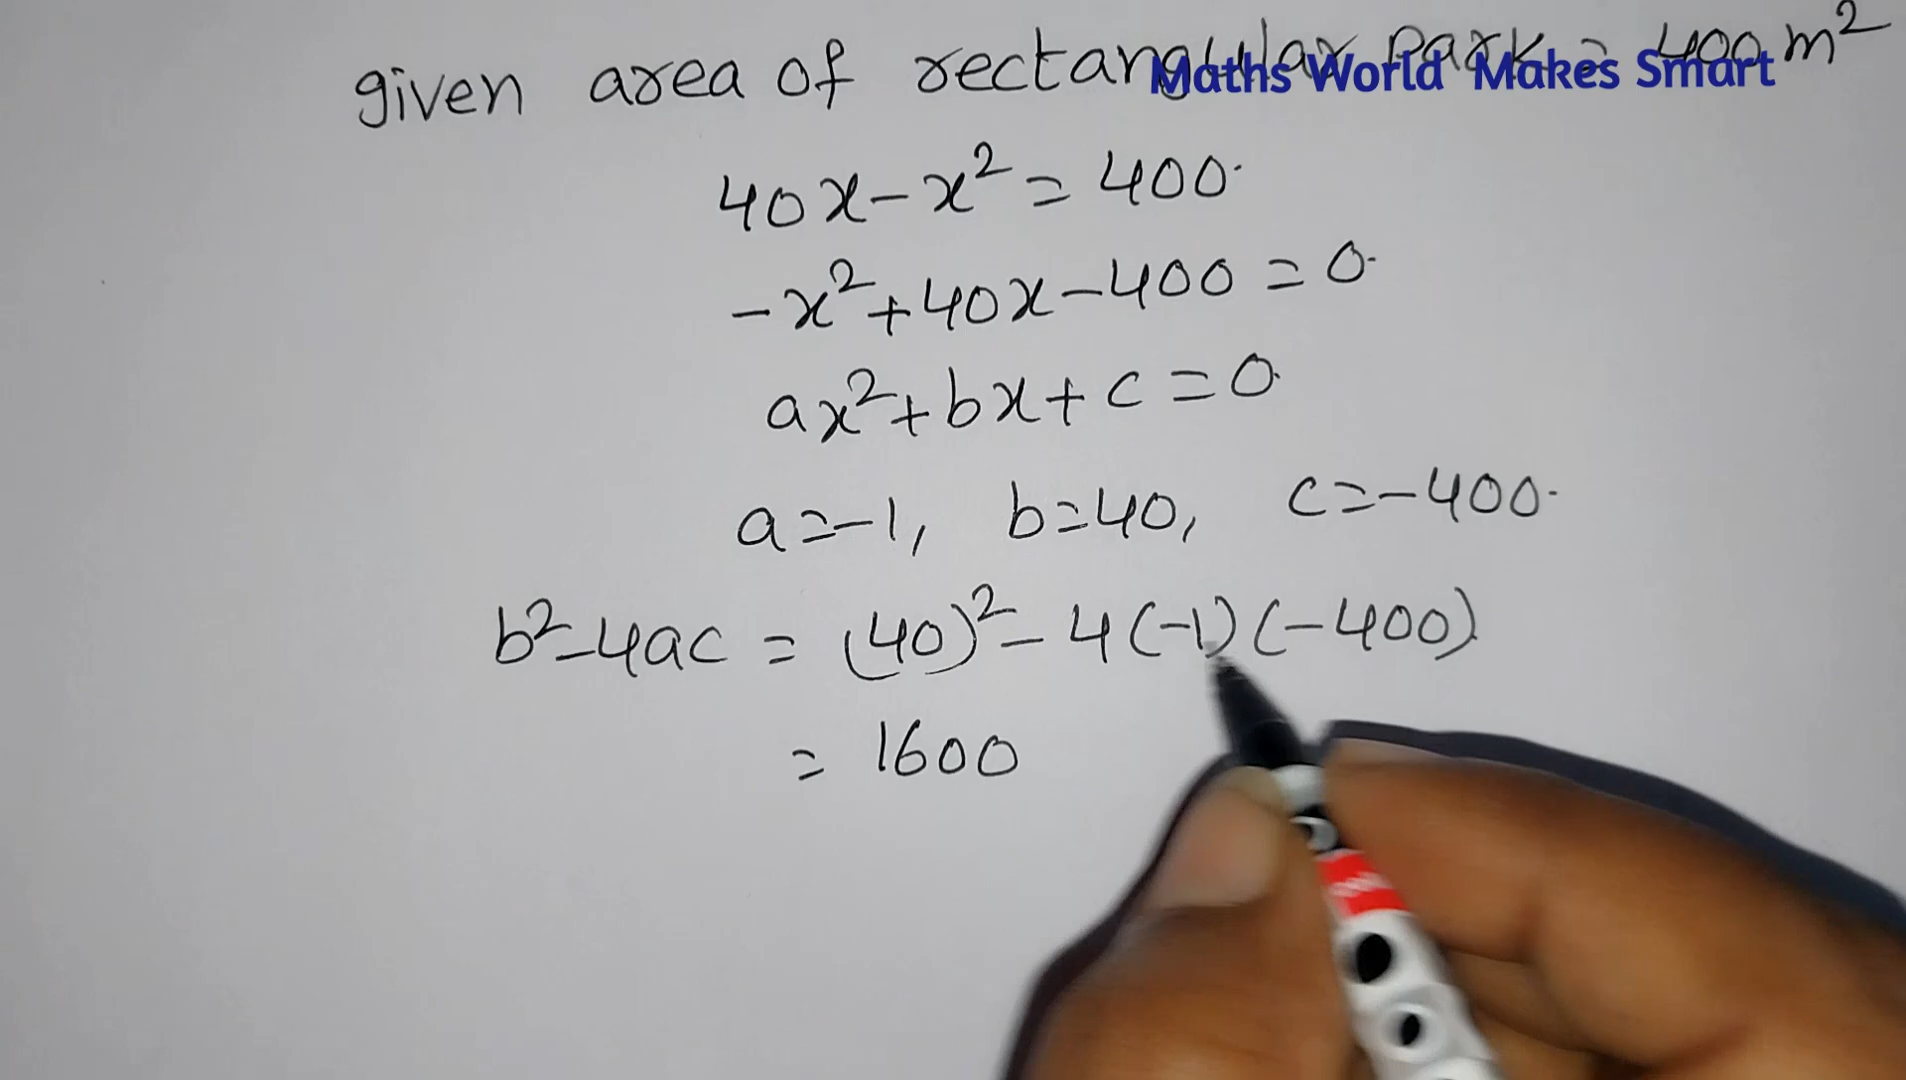 given area of rectangular park = 400 m²
Maths World Makes Smart
40x - x² = 400.
-x² + 40x - 400 = 0.
ax² + bx + c = 0.
a = -1, b = 40, c = -400.
b² - 4ac = (40)² - 4(-1)(-400)
= 1600